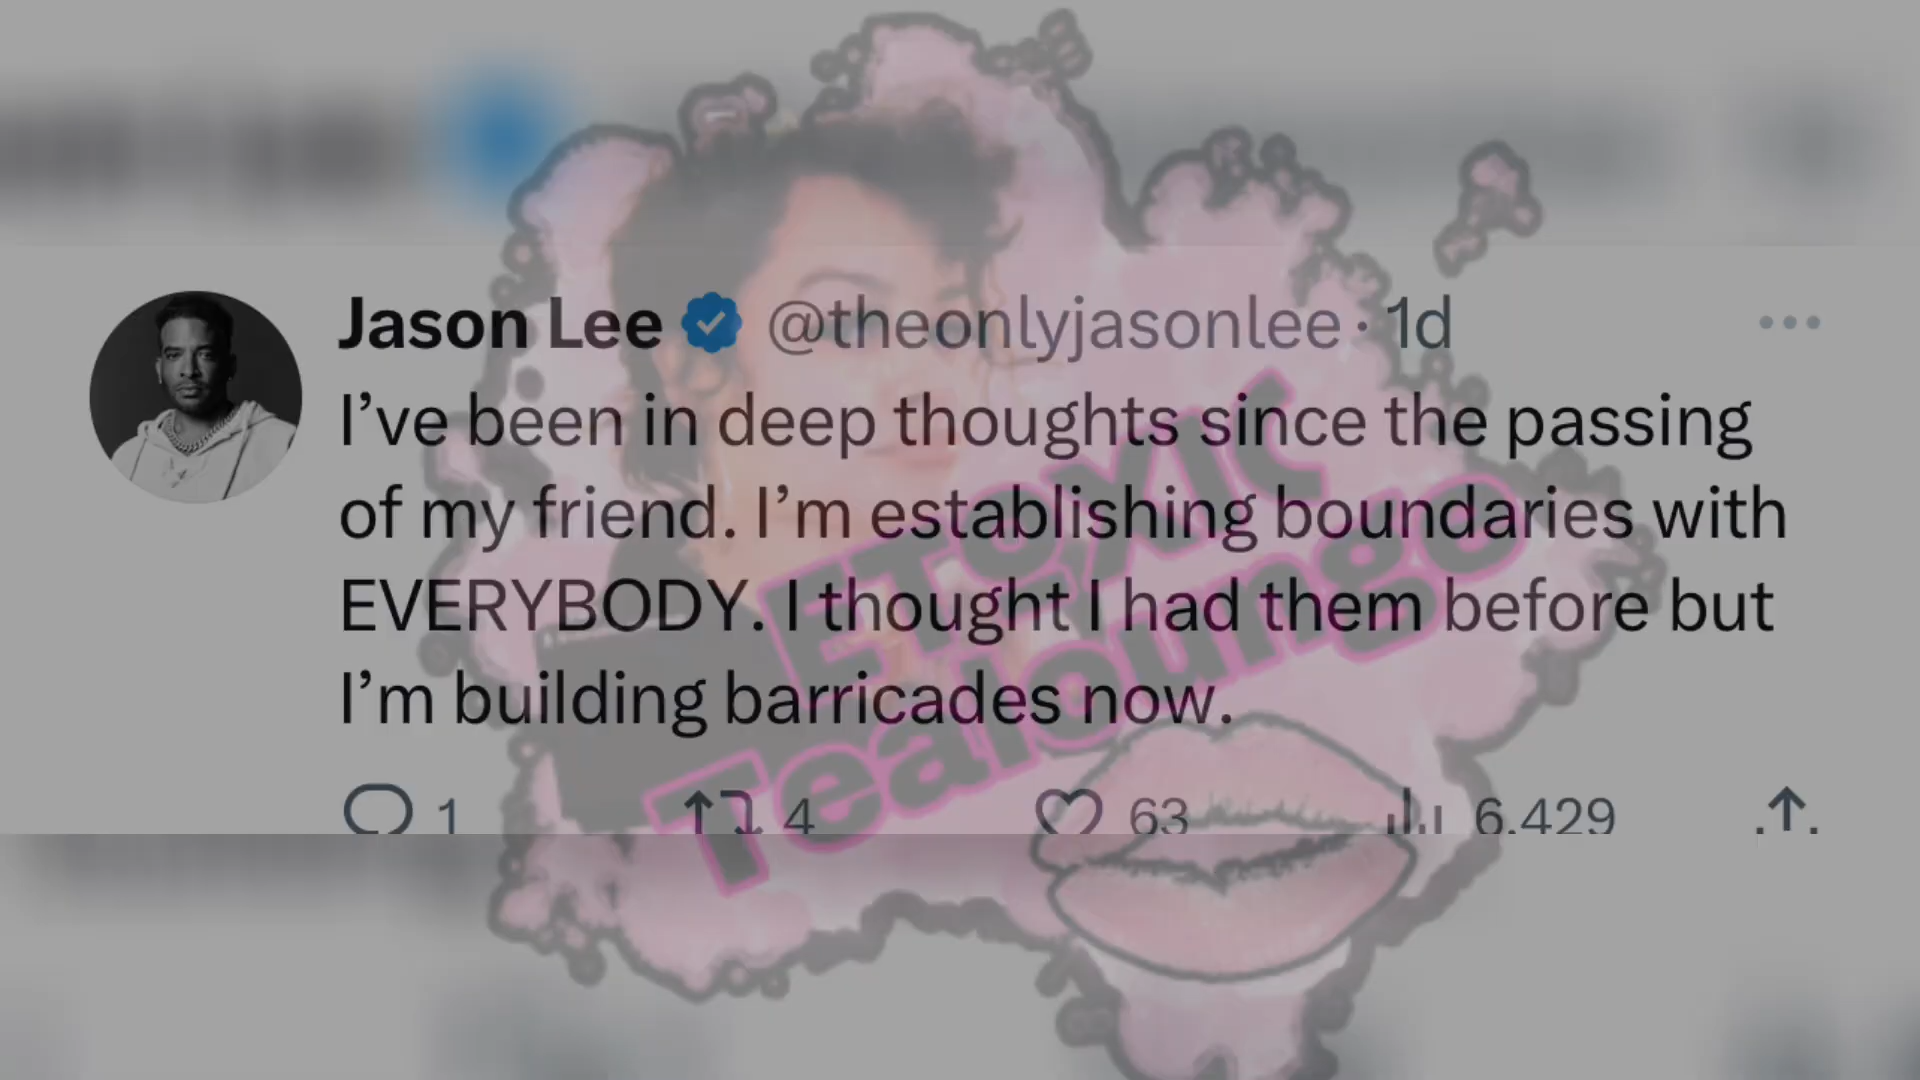 Jason Lee @theonlyjasonlee · 1d
I’ve been in deep thoughts since the passing
of my friend. I’m establishing boundaries with
EVERYBODY. I thought I had them before but
I’m building barricades now.
1 4 63 6,429
ETOXIC
Tealounge